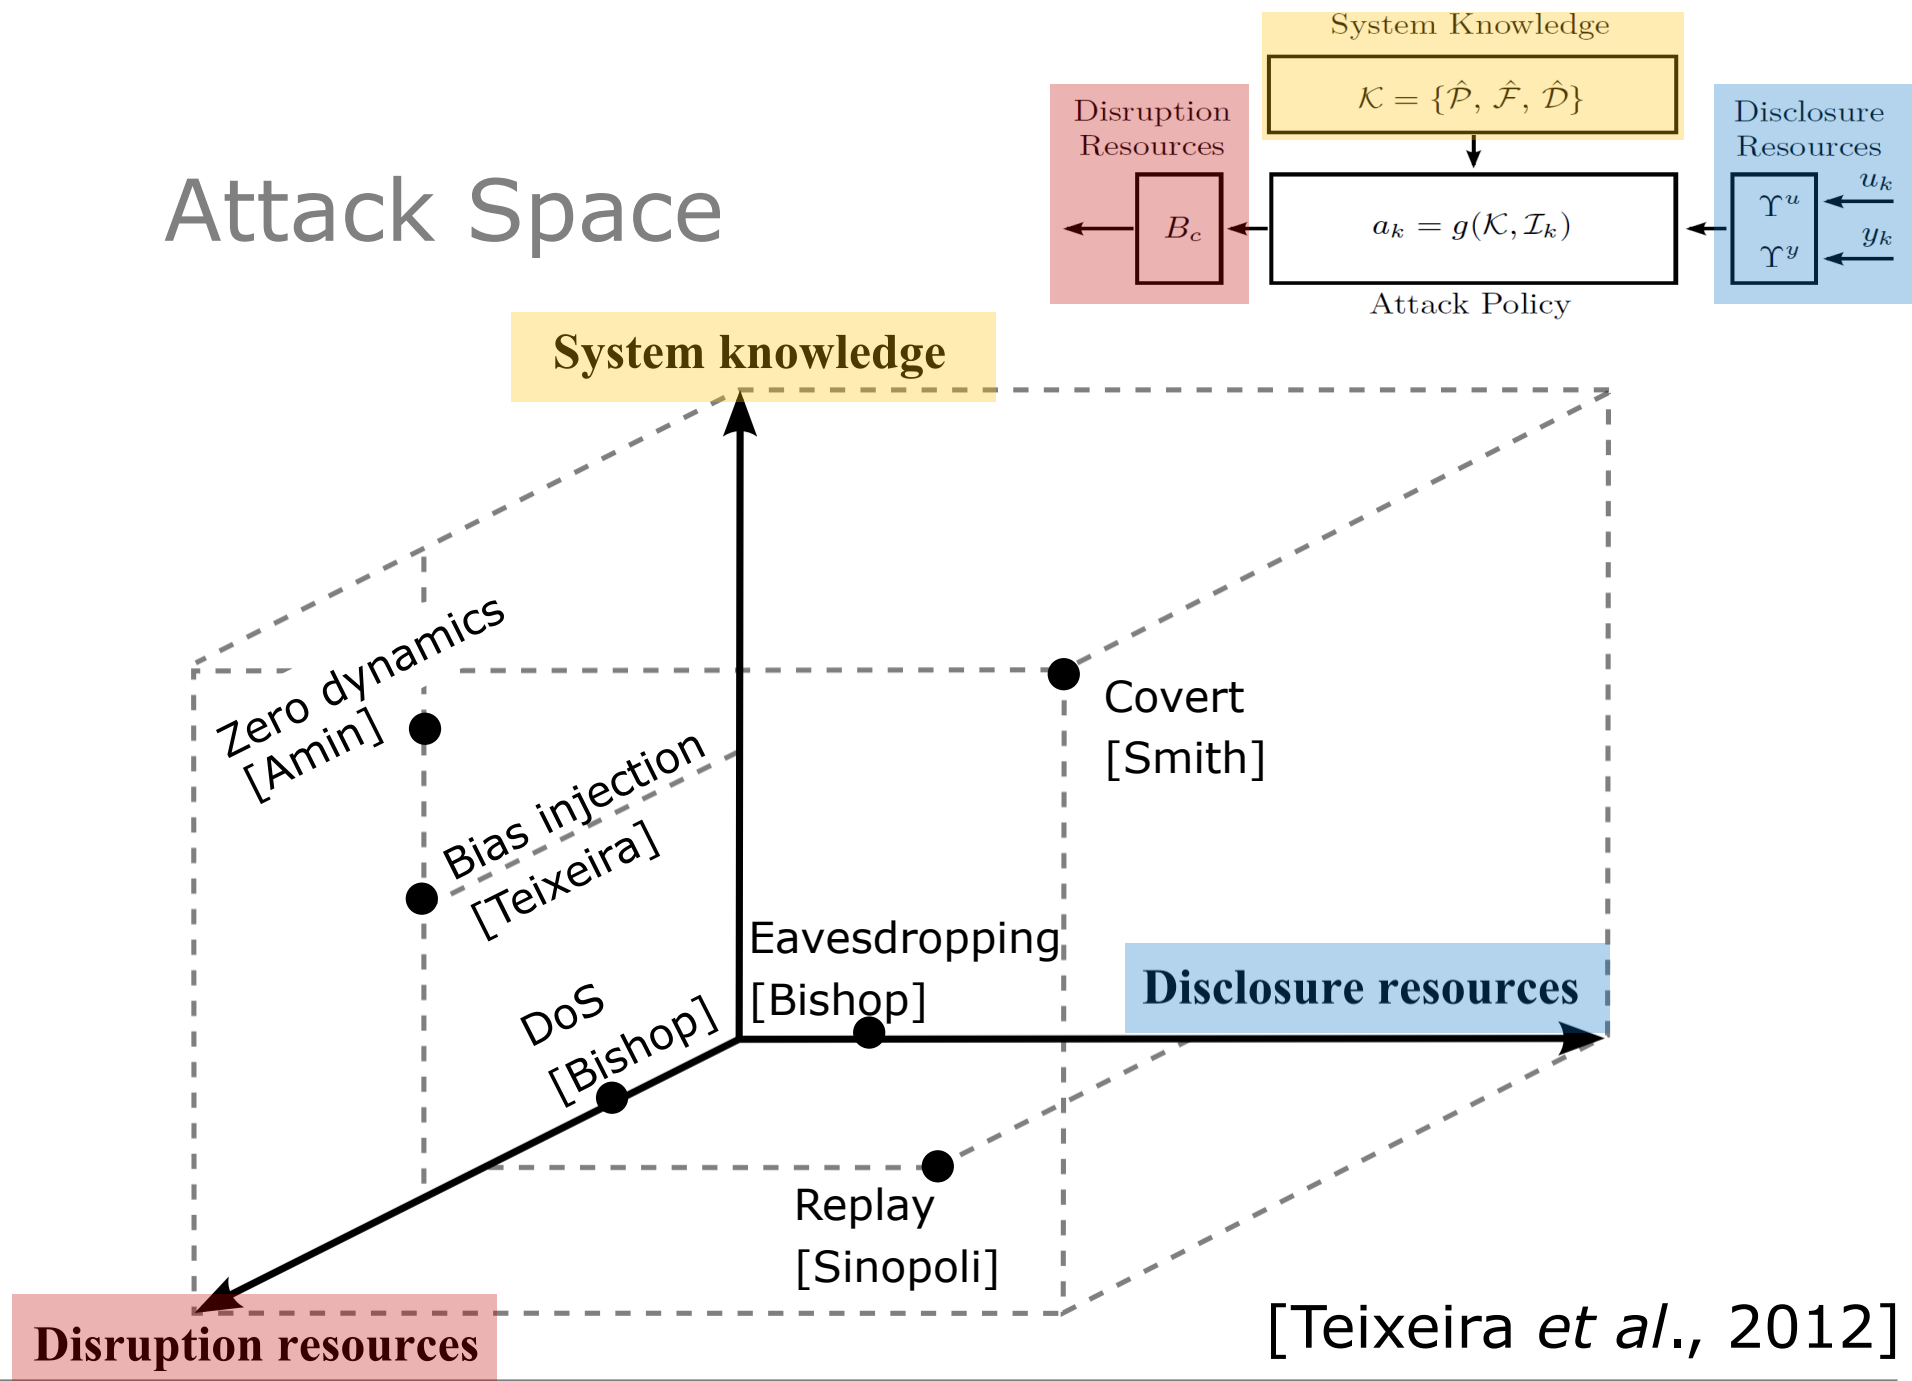 System Knowledge
𝒦 = {𝒫̂, ℱ̂, 𝒟̂}
Disruption
Resources
B_c
a_k = g(𝒦, ℐ_k)
Attack Policy
Disclosure
Resources
Υ^u
Υ^y
u_k
y_k
Attack Space
System knowledge
Zero dynamics
[Amin]
Covert
[Smith]
Bias injection
[Teixeira]
Eavesdropping
[Bishop]
Disclosure resources
DoS
[Bishop]
Replay
[Sinopoli]
Disruption resources
[Teixeira et al., 2012]